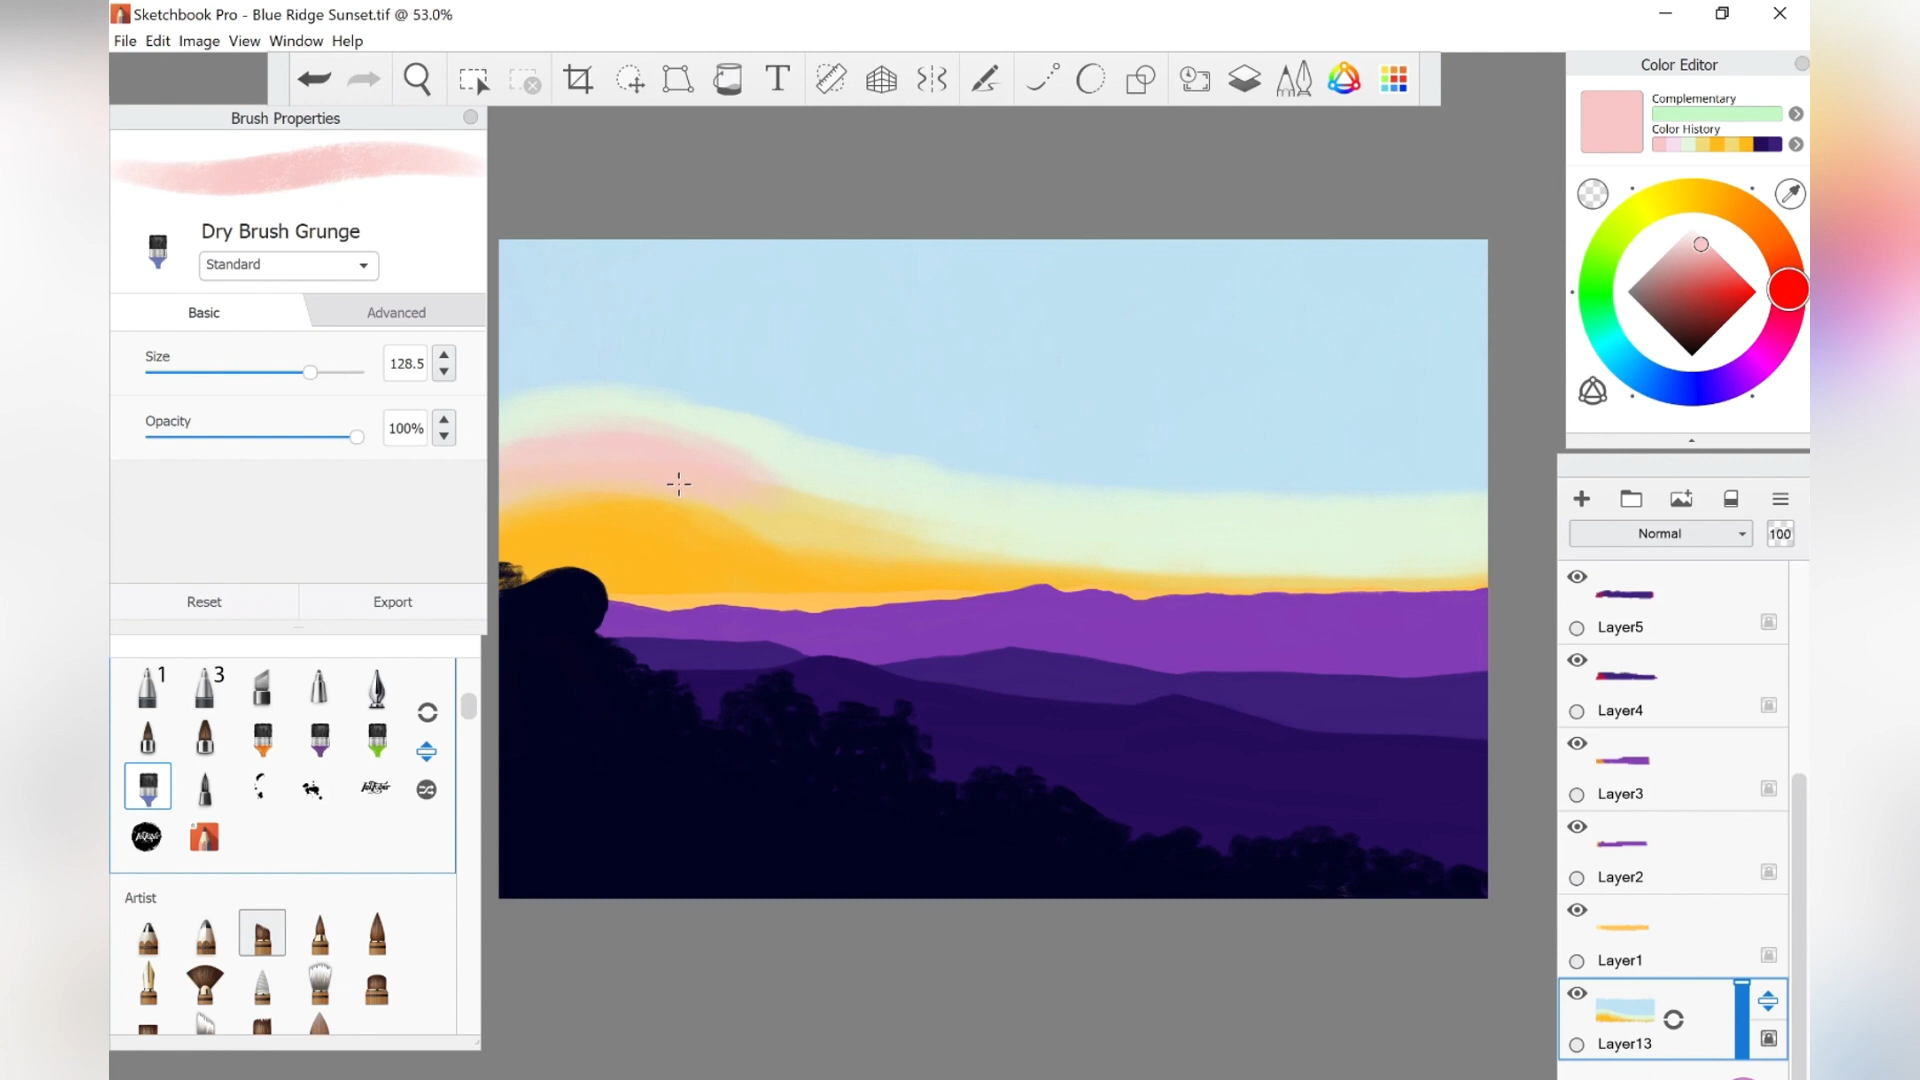 Sketchbook Pro - Blue Ridge Sunset.tif @ 53.0%
File Edit Image View Window Help
Brush Properties
Dry Brush Grunge
Standard
Basic
Advanced
Size
128.5
Opacity
100%
Reset
Export
1
3
Artist
Color Editor
Complementary
Color History
Normal
100
Layer5
Layer4
Layer3
Layer2
Layer1
Layer13